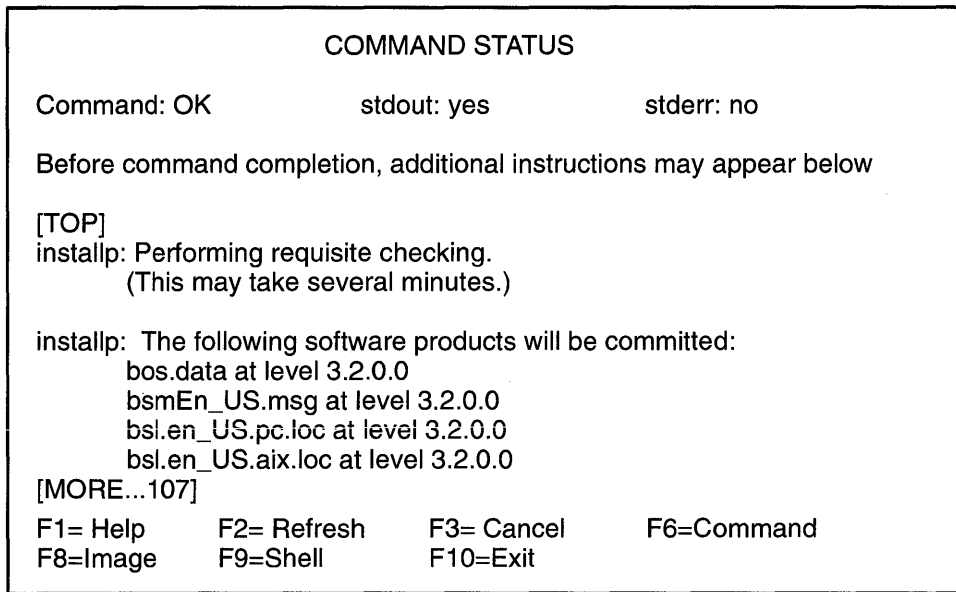 COMMAND STATUS
Command: OK stdout: yes stderr: no
Before command completion, additional instructions may appear below
[TOP]
installp: Performing requisite checking.
(This may take several minutes.)
installp: The following software products will be committed:
bos.data at level 3.2.0.0
bsmEn_US.msg at level 3.2.0.0
bsl.en_US.pc.loc at level 3.2.0.0
bsl.en_US.aix.loc at level 3.2.0.0
[MORE...107]
F1= Help F2= Refresh F3= Cancel F6=Command
F8=Image F9=Shell F10=Exit